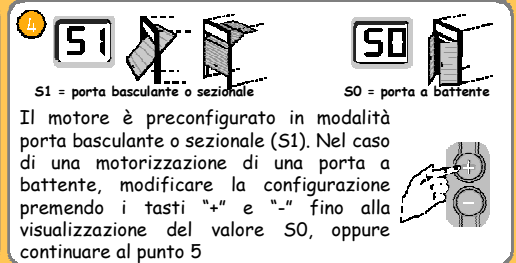 4
S1
S0
S1 = porta basculante o sezionale
S0 = porta a battente
Il motore è preconfigurato in modalità
porta basculante o sezionale (S1). Nel caso
di una motorizzazione di una porta a
battente, modificare la configurazione
premendo i tasti “+” e “-” fino alla
visualizzazione del valore S0, oppure
continuare al punto 5
+
-